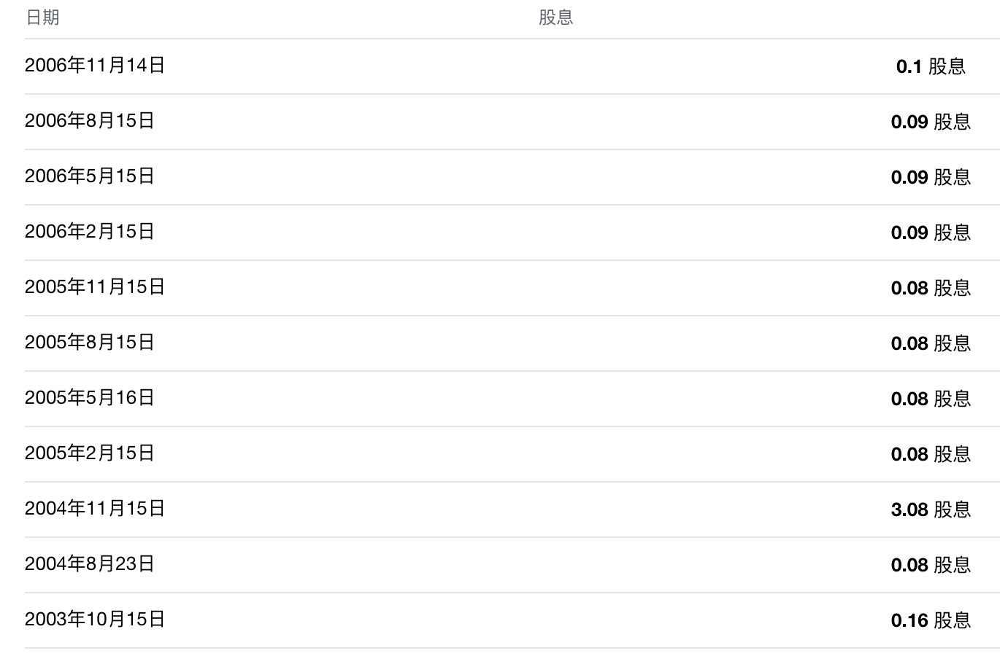 日期 股息
2006年11月14日 0.1 股息
2006年8月15日 0.09 股息
2006年5月15日 0.09 股息
2006年2月15日 0.09 股息
2005年11月15日 0.08 股息
2005年8月15日 0.08 股息
2005年5月16日 0.08 股息
2005年2月15日 0.08 股息
2004年11月15日 3.08 股息
2004年8月23日 0.08 股息
2003年10月15日 0.16 股息